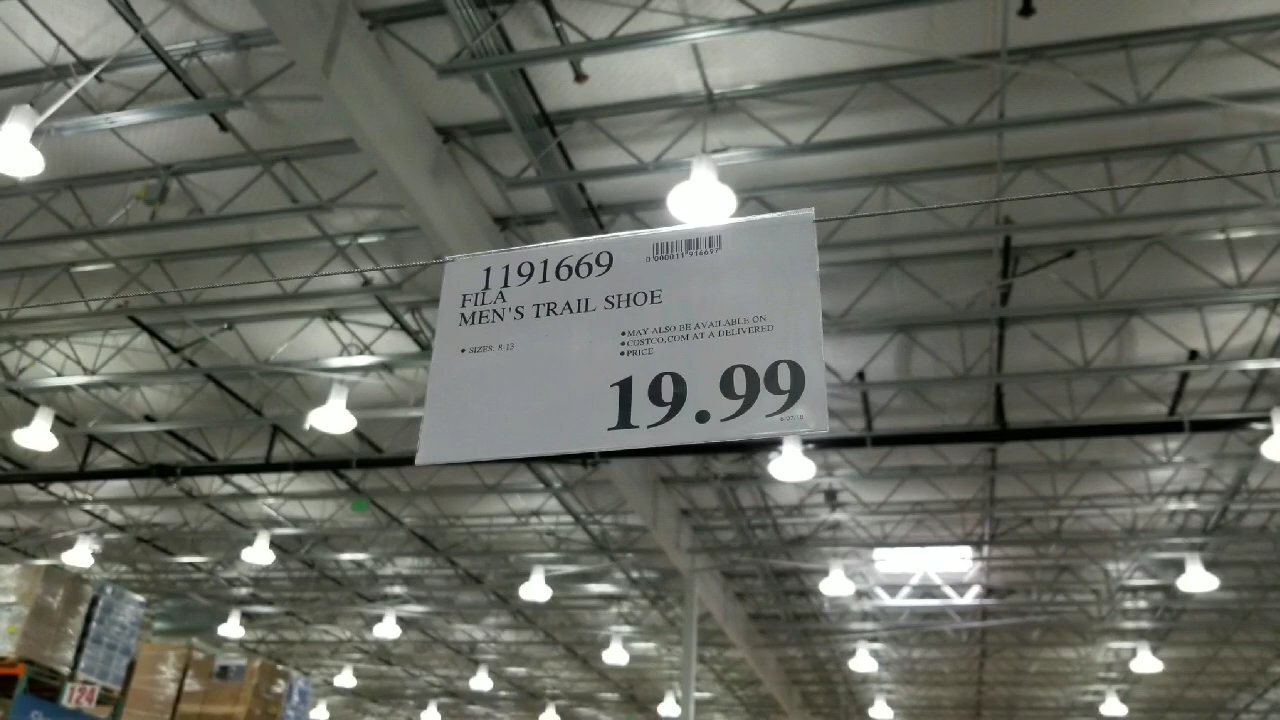 1191669
FILA
MEN'S TRAIL SHOE
• SIZES: 8-13
• MAY ALSO BE AVAILABLE ON
• COSTCO.COM AT A DELIVERED
• PRICE
19.99
124